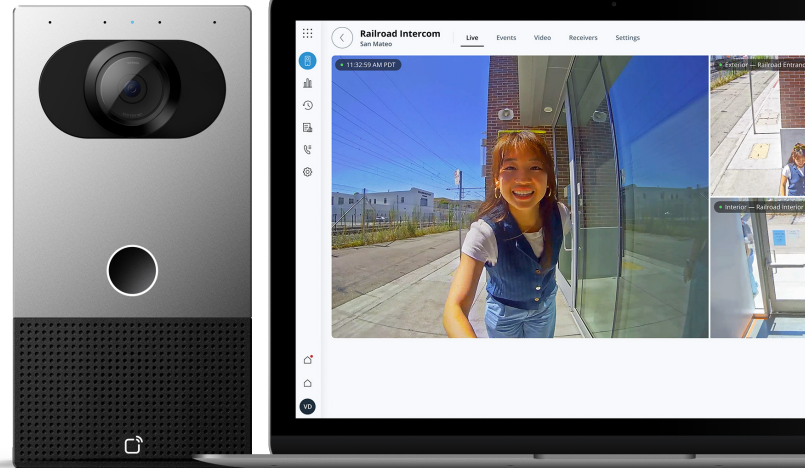 Railroad Intercom
San Mateo
Live
Events
Video
Receivers
Settings
11:32:59 AM PDT
Exterior — Railroad Entranc
Interior — Railroad Interior
VD